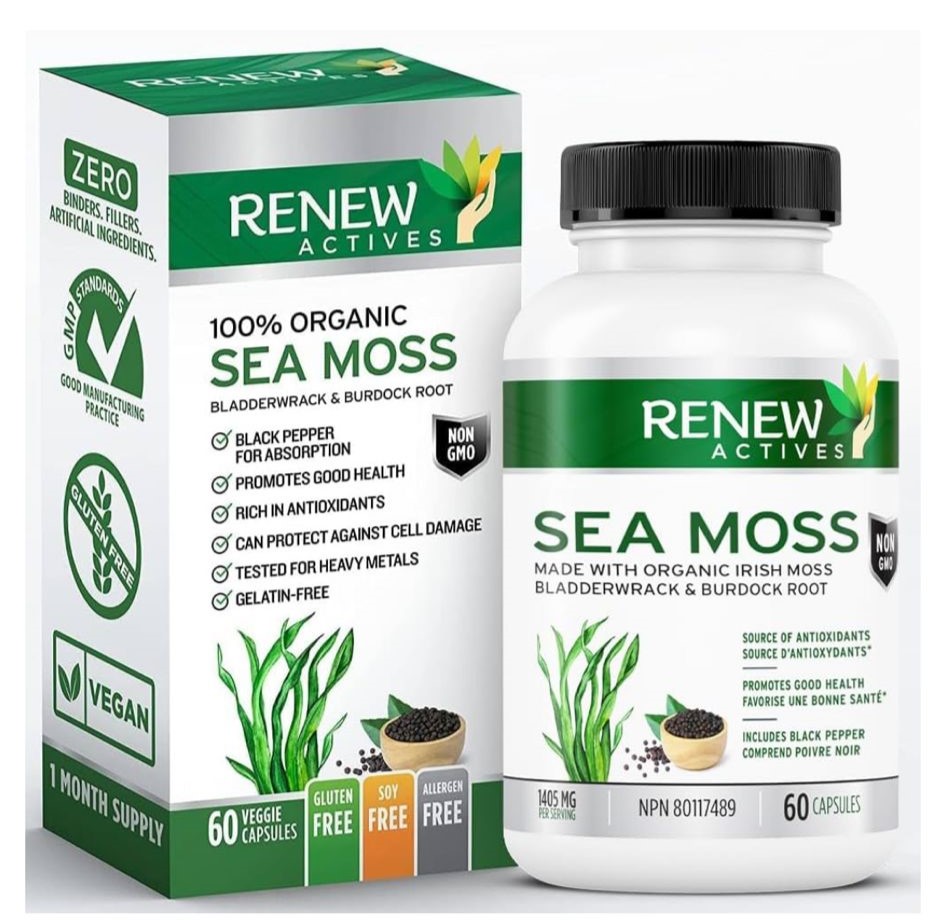 RENEW
ACTIVES
ZERO
BINDERS. FILLERS.
ARTIFICIAL INGREDIENTS.
GMP STANDARDS
GOOD MANUFACTURING
PRACTICE
GLUTEN FREE
VEGAN
1 MONTH SUPPLY
RENEW
ACTIVES
100% ORGANIC
SEA MOSS
BLADDERWRACK & BURDOCK ROOT
BLACK PEPPER
FOR ABSORPTION
PROMOTES GOOD HEALTH
RICH IN ANTIOXIDANTS
CAN PROTECT AGAINST CELL DAMAGE
TESTED FOR HEAVY METALS
GELATIN-FREE
NON
GMO
60 VEGGIE
CAPSULES
GLUTEN
FREE
SOY
FREE
ALLERGEN
FREE
RENEW
ACTIVES
SEA MOSS
MADE WITH ORGANIC IRISH MOSS
BLADDERWRACK & BURDOCK ROOT
NON
GMO
SOURCE OF ANTIOXIDANTS
SOURCE D'ANTIOXYDANTS*
PROMOTES GOOD HEALTH
FAVORISE UNE BONNE SANTÉ*
INCLUDES BLACK PEPPER
COMPREND POIVRE NOIR
1405 MG
PER SERVING
NPN 80117489
60 CAPSULES